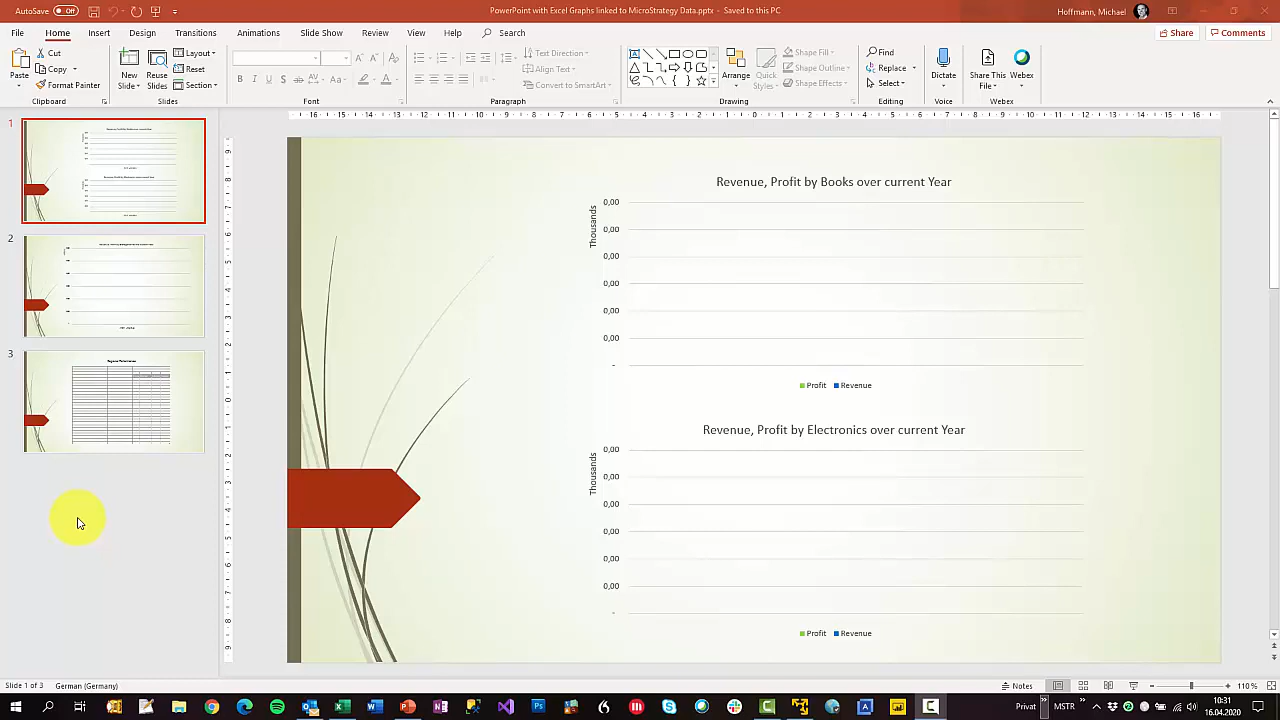 AutoSave Off
PowerPoint with Excel Graphs linked to MicroStrategy Data.pptx - Saved to this PC
Hoffmann, Michael
File Home Insert Design Transitions Animations Slide Show Review View Help Search
Share Comments
Paste
Cut
Copy
Format Painter
Clipboard
New Slide
Reuse Slides
Layout
Reset
Section
Slides
Font
Text Direction
Align Text
Convert to SmartArt
Paragraph
Arrange
Quick Styles
Shape Fill
Shape Outline
Shape Effects
Drawing
Find
Replace
Select
Editing
Dictate
Voice
Share This File
Webex
Webex
1
2
3
Revenue, Profit by Books over current Year
Thousands
0,00
0,00
0,00
0,00
0,00
0,00
-
Profit Revenue
Revenue, Profit by Electronics over current Year
Thousands
0,00
0,00
0,00
0,00
0,00
0,00
-
Profit Revenue
Slide 1 of 3 German (Germany)
Notes
110 %
Privat
MSTR
10:31
16.04.2020